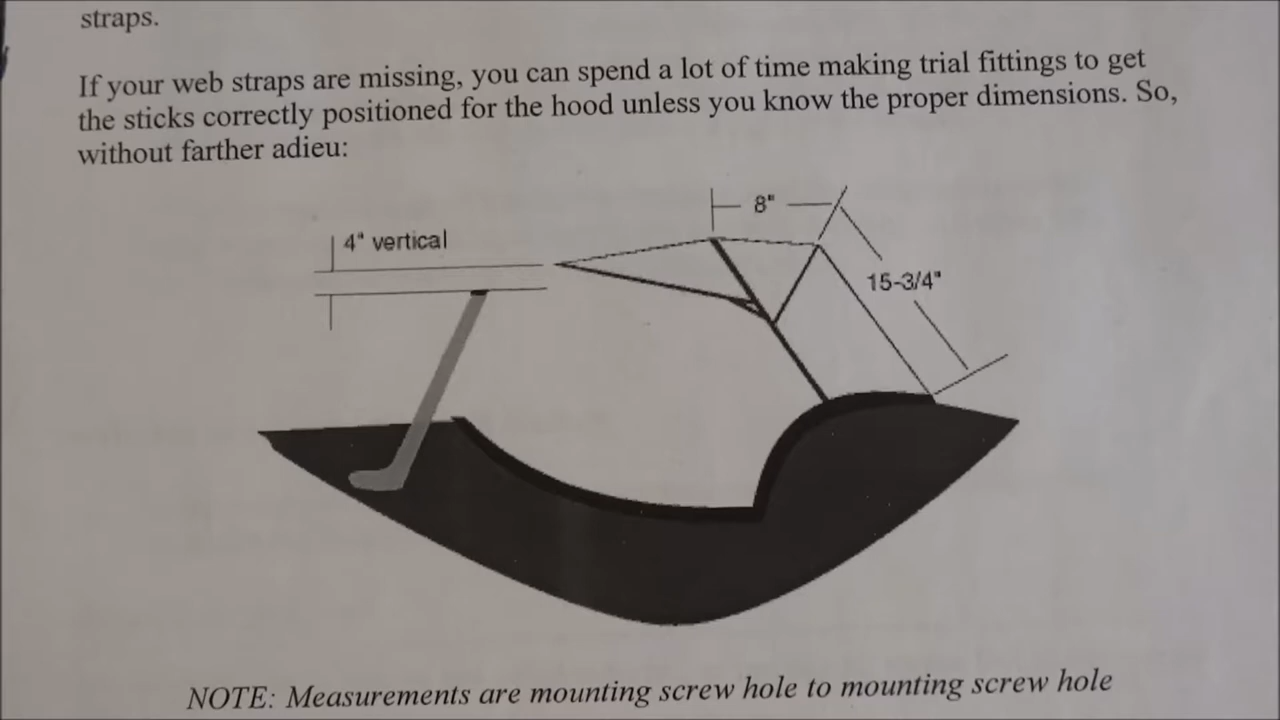 straps.
If your web straps are missing, you can spend a lot of time making trial fittings to get
the sticks correctly positioned for the hood unless you know the proper dimensions. So,
without farther adieu:
8"
4" vertical
15-3/4"
NOTE: Measurements are mounting screw hole to mounting screw hole